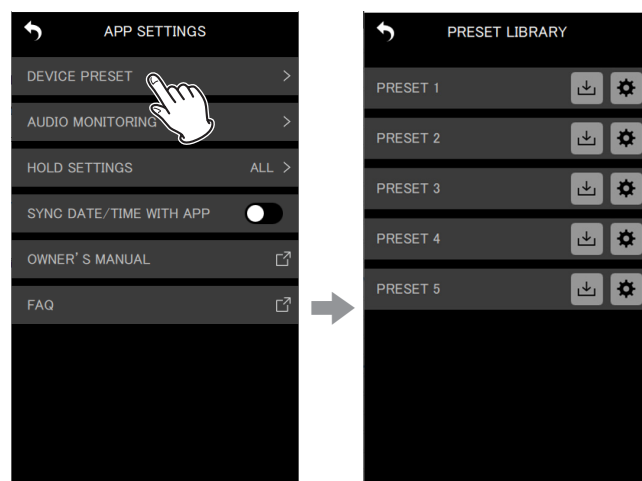 APP SETTINGS
DEVICE PRESET
AUDIO MONITORING
HOLD SETTINGS ALL
SYNC DATE/TIME WITH APP
OWNER'S MANUAL
FAQ
PRESET LIBRARY
PRESET 1
PRESET 2
PRESET 3
PRESET 4
PRESET 5